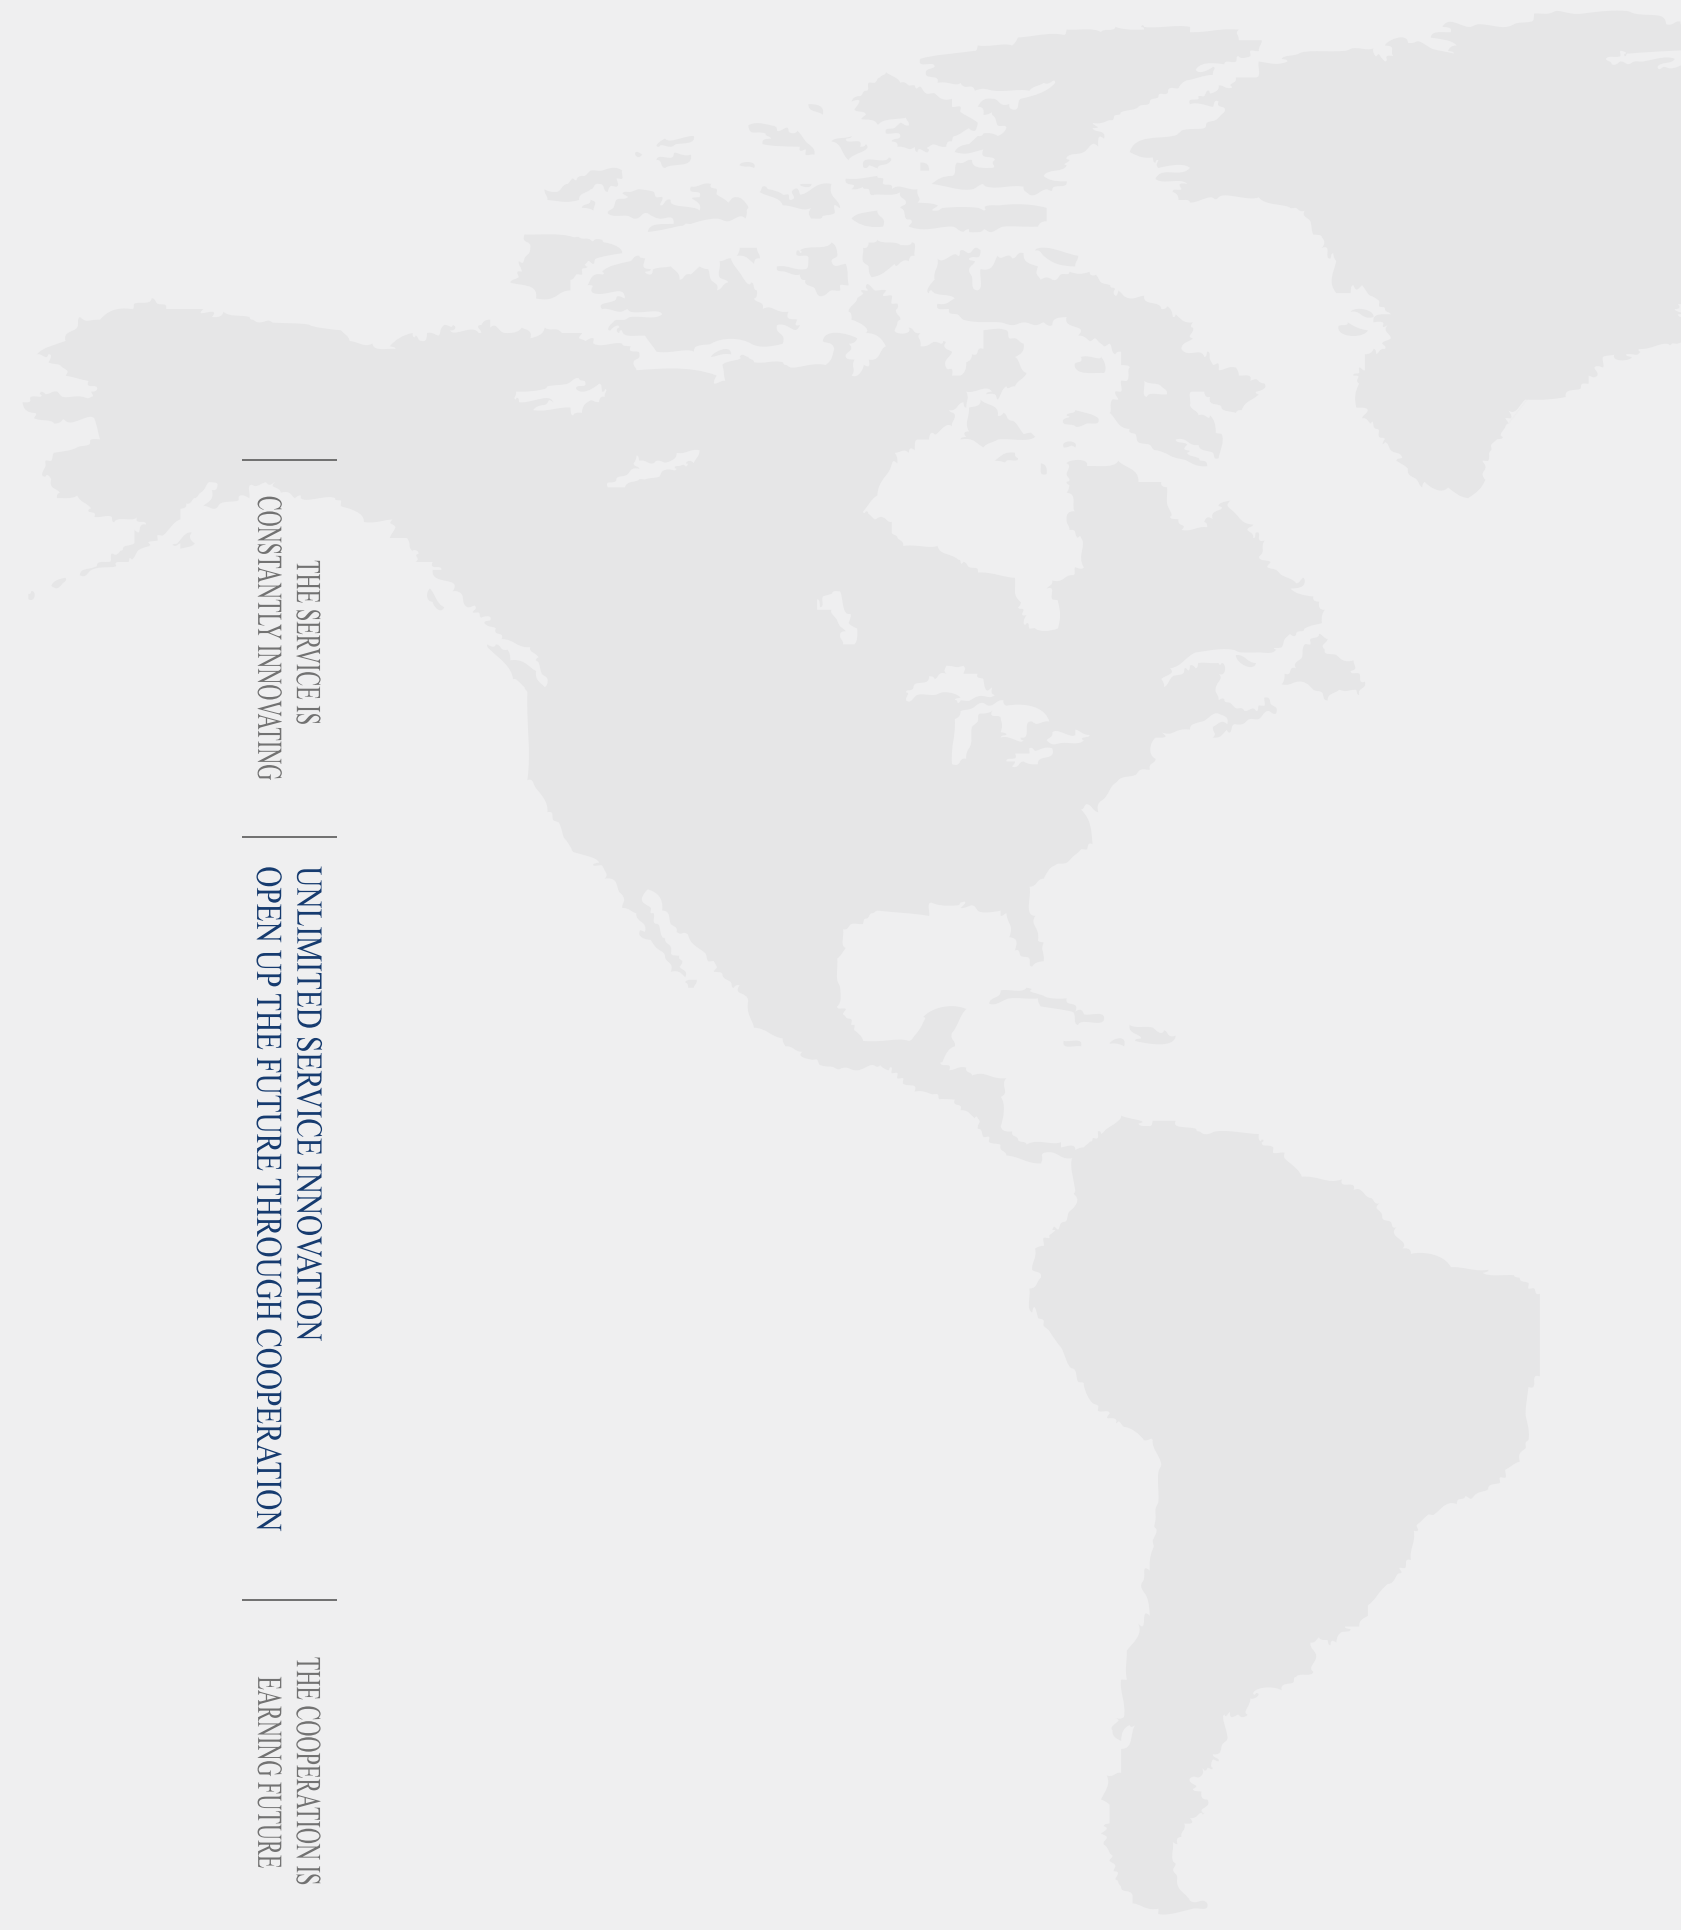 THE SERVICE IS
CONSTANTLY INNOVATING
UNLIMITED SERVICE INNOVATION
OPEN UP THE FUTURE THROUGH COOPERATION
THE COOPERATION IS
EARNING FUTURE